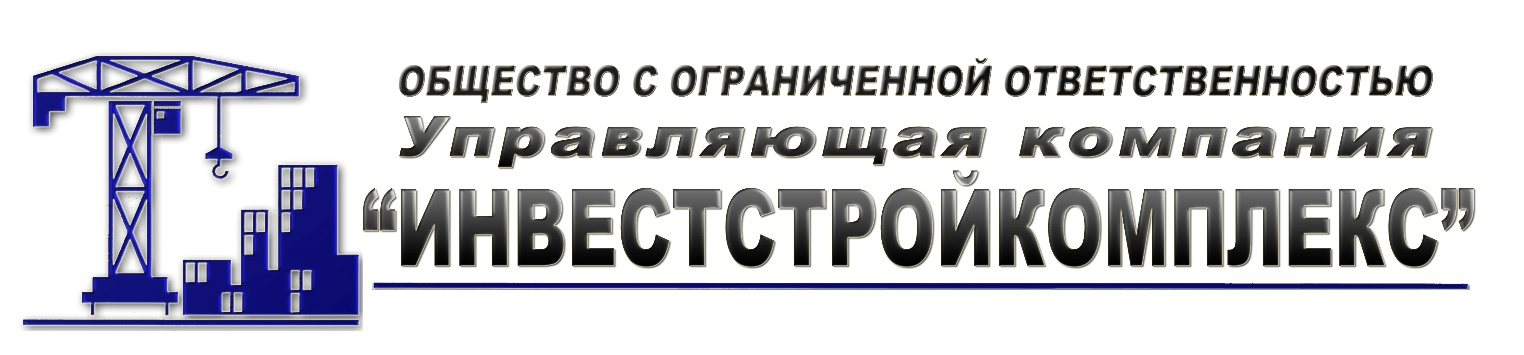 ОБЩЕСТВО С ОГРАНИЧЕННОЙ ОТВЕТСТВЕННОСТЬЮ
Управляющая компания
“ИНВЕСТСТРОЙКОМПЛЕКС”